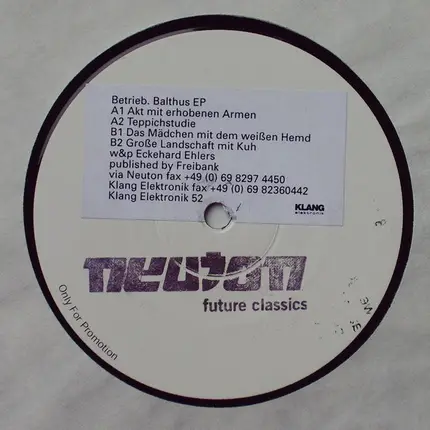 Betrieb. Balthus EP
A1 Akt mit erhobenen Armen
A2 Teppichstudie
B1 Das Mädchen mit dem weißen Hemd
B2 Große Landschaft mit Kuh
w&p Eckehard Ehlers
published by Freibank
via Neuton fax +49 (0) 69 8297 4450
Klang Elektronik fax +49 (0) 69 82360442
Klang Elektronik 52
KLANG
elektronik
neuton
future classics
Only For Promotion